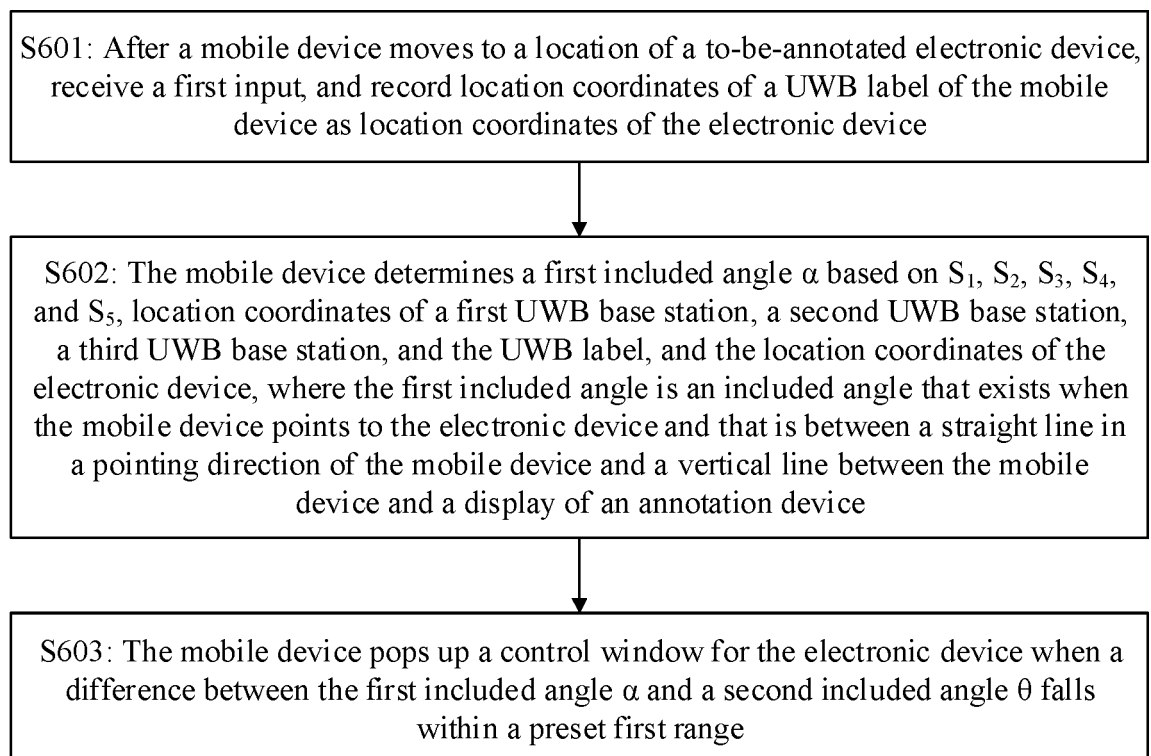 S601: After a mobile device moves to a location of a to-be-annotated electronic device,
receive a first input, and record location coordinates of a UWB label of the mobile
device as location coordinates of the electronic device
S602: The mobile device determines a first included angle α based on S₁, S₂, S₃, S₄,
and S₅, location coordinates of a first UWB base station, a second UWB base station,
a third UWB base station, and the UWB label, and the location coordinates of the
electronic device, where the first included angle is an included angle that exists when
the mobile device points to the electronic device and that is between a straight line in
a pointing direction of the mobile device and a vertical line between the mobile
device and a display of an annotation device
S603: The mobile device pops up a control window for the electronic device when a
difference between the first included angle α and a second included angle θ falls
within a preset first range